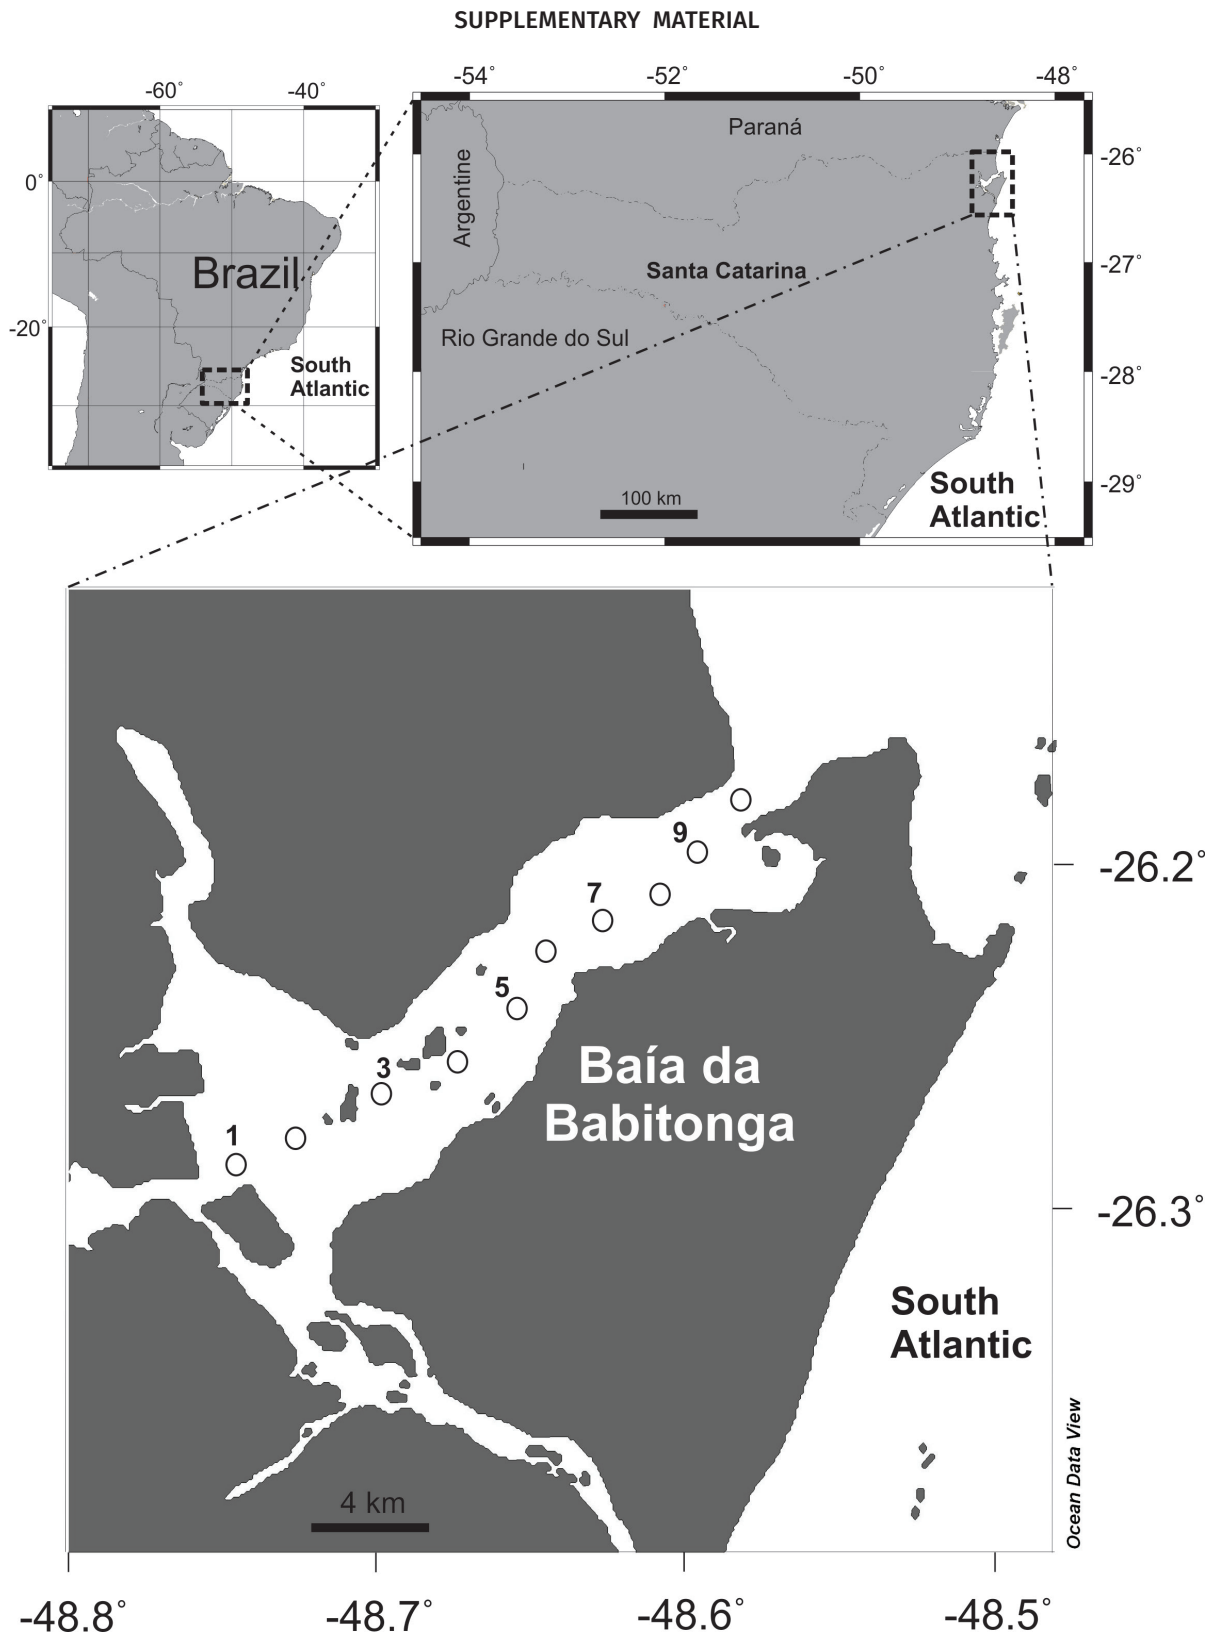 SUPPLEMENTARY MATERIAL
-60° -40°
0°
-20°
Brazil
South
Atlantic
-54° -52° -50° -48°
Paraná
Argentine
Santa Catarina
Rio Grande do Sul
100 km
South
Atlantic
-26°
-27°
-28°
-29°
9
7
5
3
1
Baía da
Babitonga
South
Atlantic
4 km
Ocean Data View
-26.2°
-26.3°
-48.8° -48.7° -48.6° -48.5°